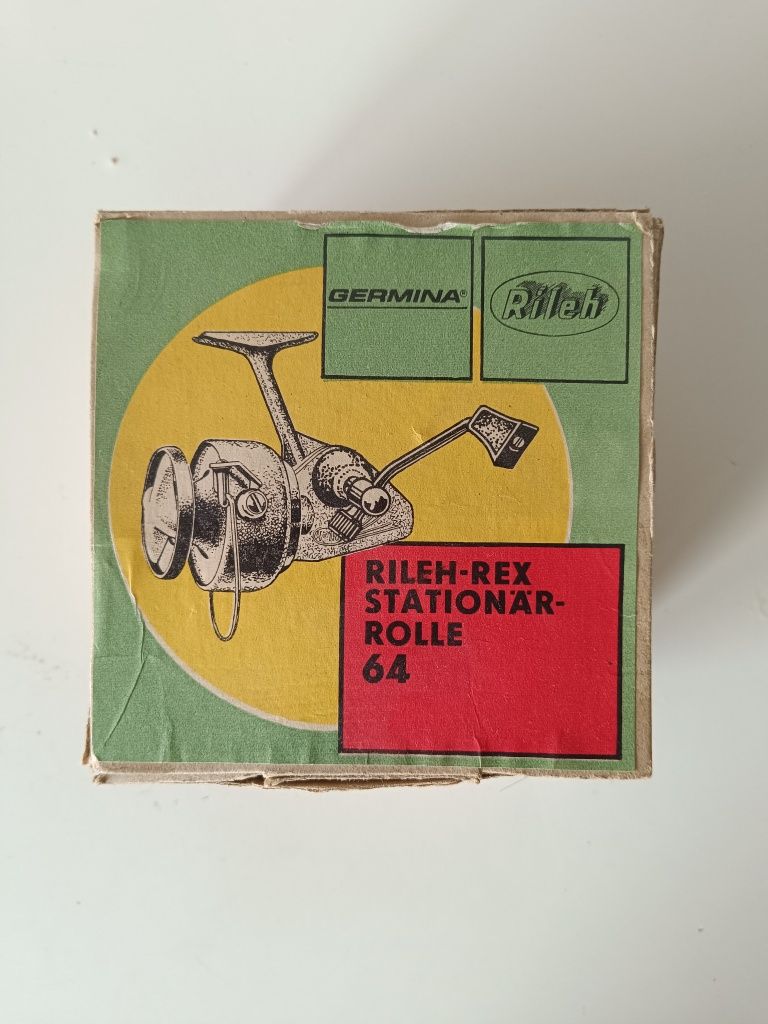 GERMINA®
Rileh
RILEH-REX
STATIONÄR-
ROLLE
64